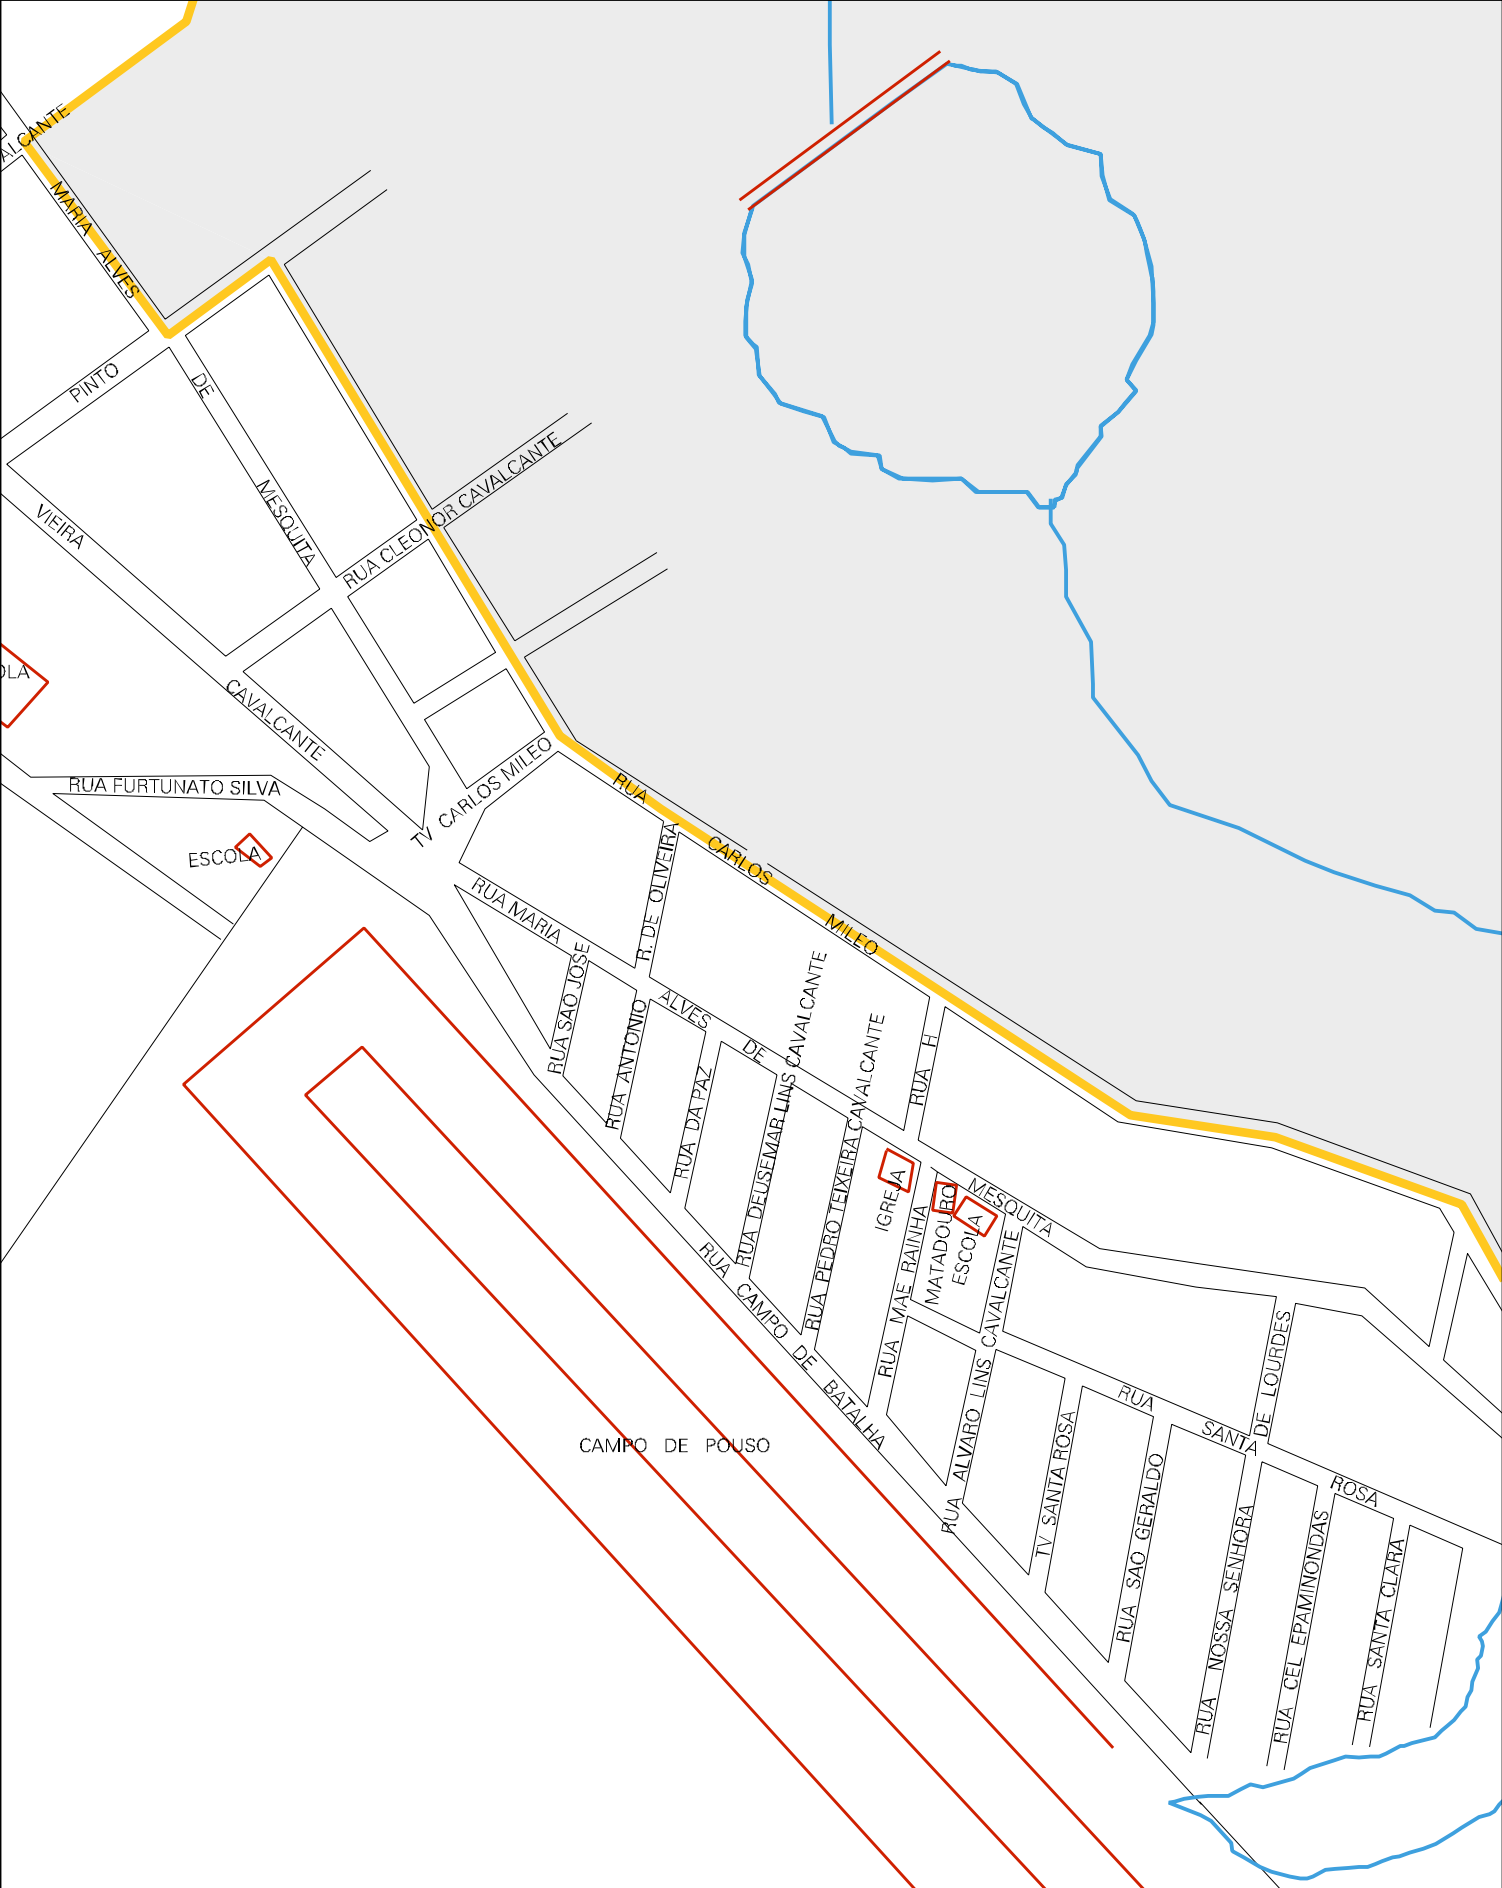 ALCANTE
MARIA ALVES
PINTO
DE
MESQUITA
RUA CLEONOR CAVALCANTE
VIEIRA
OLA
CAVALCANTE
RUA FURTUNATO SILVA
TV CARLOS MILEO
ESCOLA
RUA
CARLOS
MILEO
R. DE OLIVEIRA
RUA MARIA
ALVES
DE
MESQUITA
RUA SAO JOSE
RUA ANTONIO
RUA DA PAZ
RUA DEUSEMAR LINS CAVALCANTE
RUA PEDRO TEIXEIRA CAVALCANTE
RUA H
IGREJA
RUA MAE RAINHA
MATADOURO
ESCOLA
RUA ALVARO LINS CAVALCANTE
RUA CAMPO DE BATALHA
CAMPO DE POUSO
TV SANTA ROSA
RUA SAO GERALDO
RUA
SANTA
ROSA
RUA NOSSA SENHORA
DE LOURDES
RUA CEL EPAMINONDAS
RUA SANTA CLARA